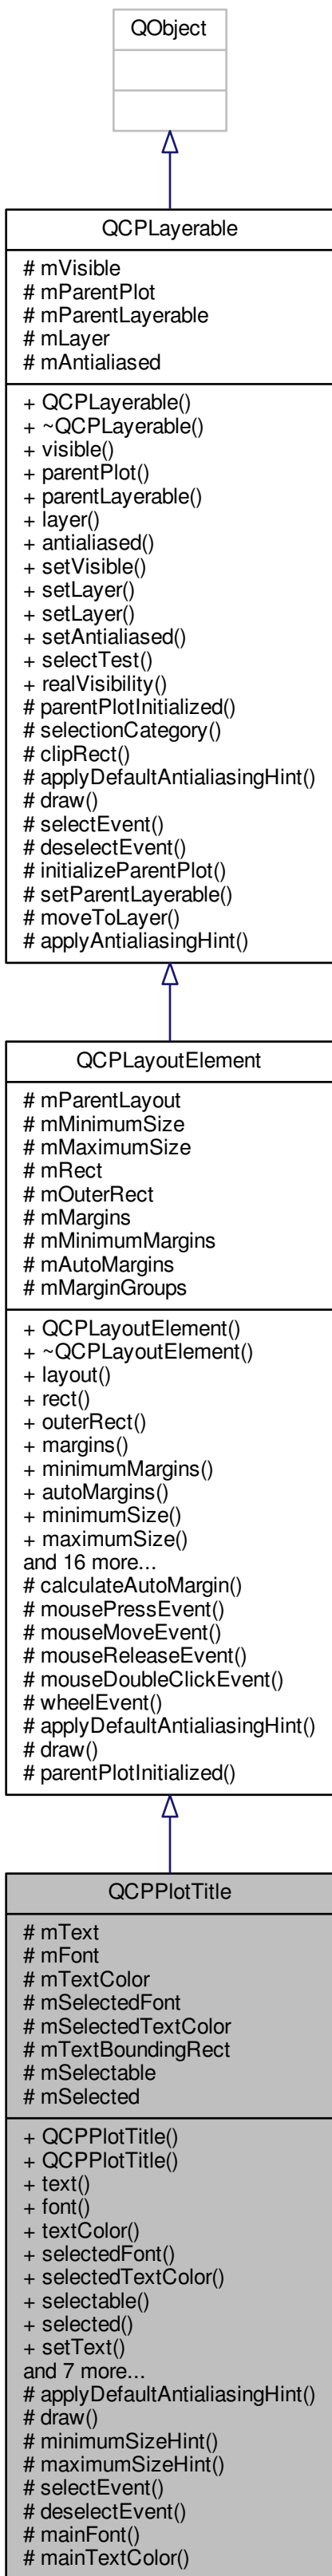 QObject
QCPLayerable
# mVisible
# mParentPlot
# mParentLayerable
# mLayer
# mAntialiased
+ QCPLayerable()
+ ~QCPLayerable()
+ visible()
+ parentPlot()
+ parentLayerable()
+ layer()
+ antialiased()
+ setVisible()
+ setLayer()
+ setLayer()
+ setAntialiased()
+ selectTest()
+ realVisibility()
# parentPlotInitialized()
# selectionCategory()
# clipRect()
# applyDefaultAntialiasingHint()
# draw()
# selectEvent()
# deselectEvent()
# initializeParentPlot()
# setParentLayerable()
# moveToLayer()
# applyAntialiasingHint()
QCPLayoutElement
# mParentLayout
# mMinimumSize
# mMaximumSize
# mRect
# mOuterRect
# mMargins
# mMinimumMargins
# mAutoMargins
# mMarginGroups
+ QCPLayoutElement()
+ ~QCPLayoutElement()
+ layout()
+ rect()
+ outerRect()
+ margins()
+ minimumMargins()
+ autoMargins()
+ minimumSize()
+ maximumSize()
and 16 more...
# calculateAutoMargin()
# mousePressEvent()
# mouseMoveEvent()
# mouseReleaseEvent()
# mouseDoubleClickEvent()
# wheelEvent()
# applyDefaultAntialiasingHint()
# draw()
# parentPlotInitialized()
QCPPlotTitle
# mText
# mFont
# mTextColor
# mSelectedFont
# mSelectedTextColor
# mTextBoundingRect
# mSelectable
# mSelected
+ QCPPlotTitle()
+ QCPPlotTitle()
+ text()
+ font()
+ textColor()
+ selectedFont()
+ selectedTextColor()
+ selectable()
+ selected()
+ setText()
and 7 more...
# applyDefaultAntialiasingHint()
# draw()
# minimumSizeHint()
# maximumSizeHint()
# selectEvent()
# deselectEvent()
# mainFont()
# mainTextColor()